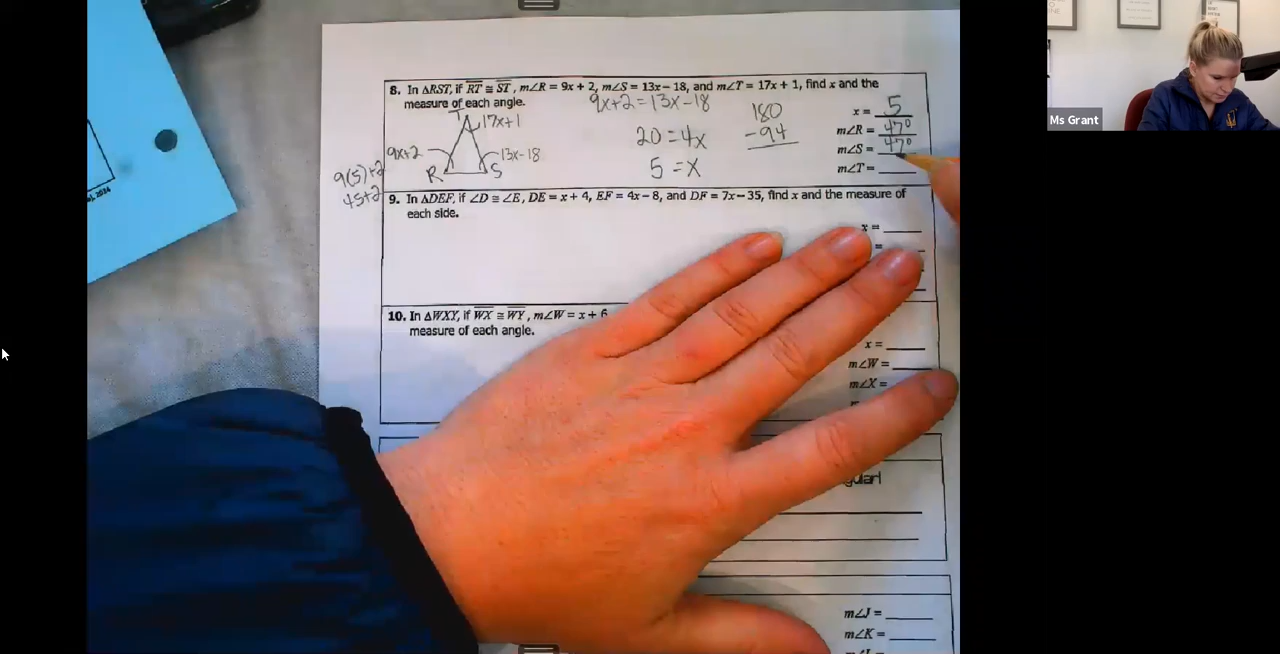 8. In ΔRST, if RT ≅ ST, m∠R = 9x + 2, m∠S = 13x – 18, and m∠T = 17x + 1, find x and the
measure of each angle.
9x+2=13x-18
20=4x
5=x
180
-94
T
17x+1
9x+2
13x-18
R
S
9(5)+2
45+2
x = 5
m∠R = 47°
m∠S = 47°
m∠T =
9. In ΔDEF, if ∠D ≅ ∠E, DE = x + 4, EF = 4x – 8, and DF = 7x – 35, find x and the measure of
each side.
x =
=
10. In ΔWXY, if WX ≅ WY, m∠W = x + 6
measure of each angle.
x =
m∠W =
m∠X =
m∠J =
m∠K =
Ms Grant